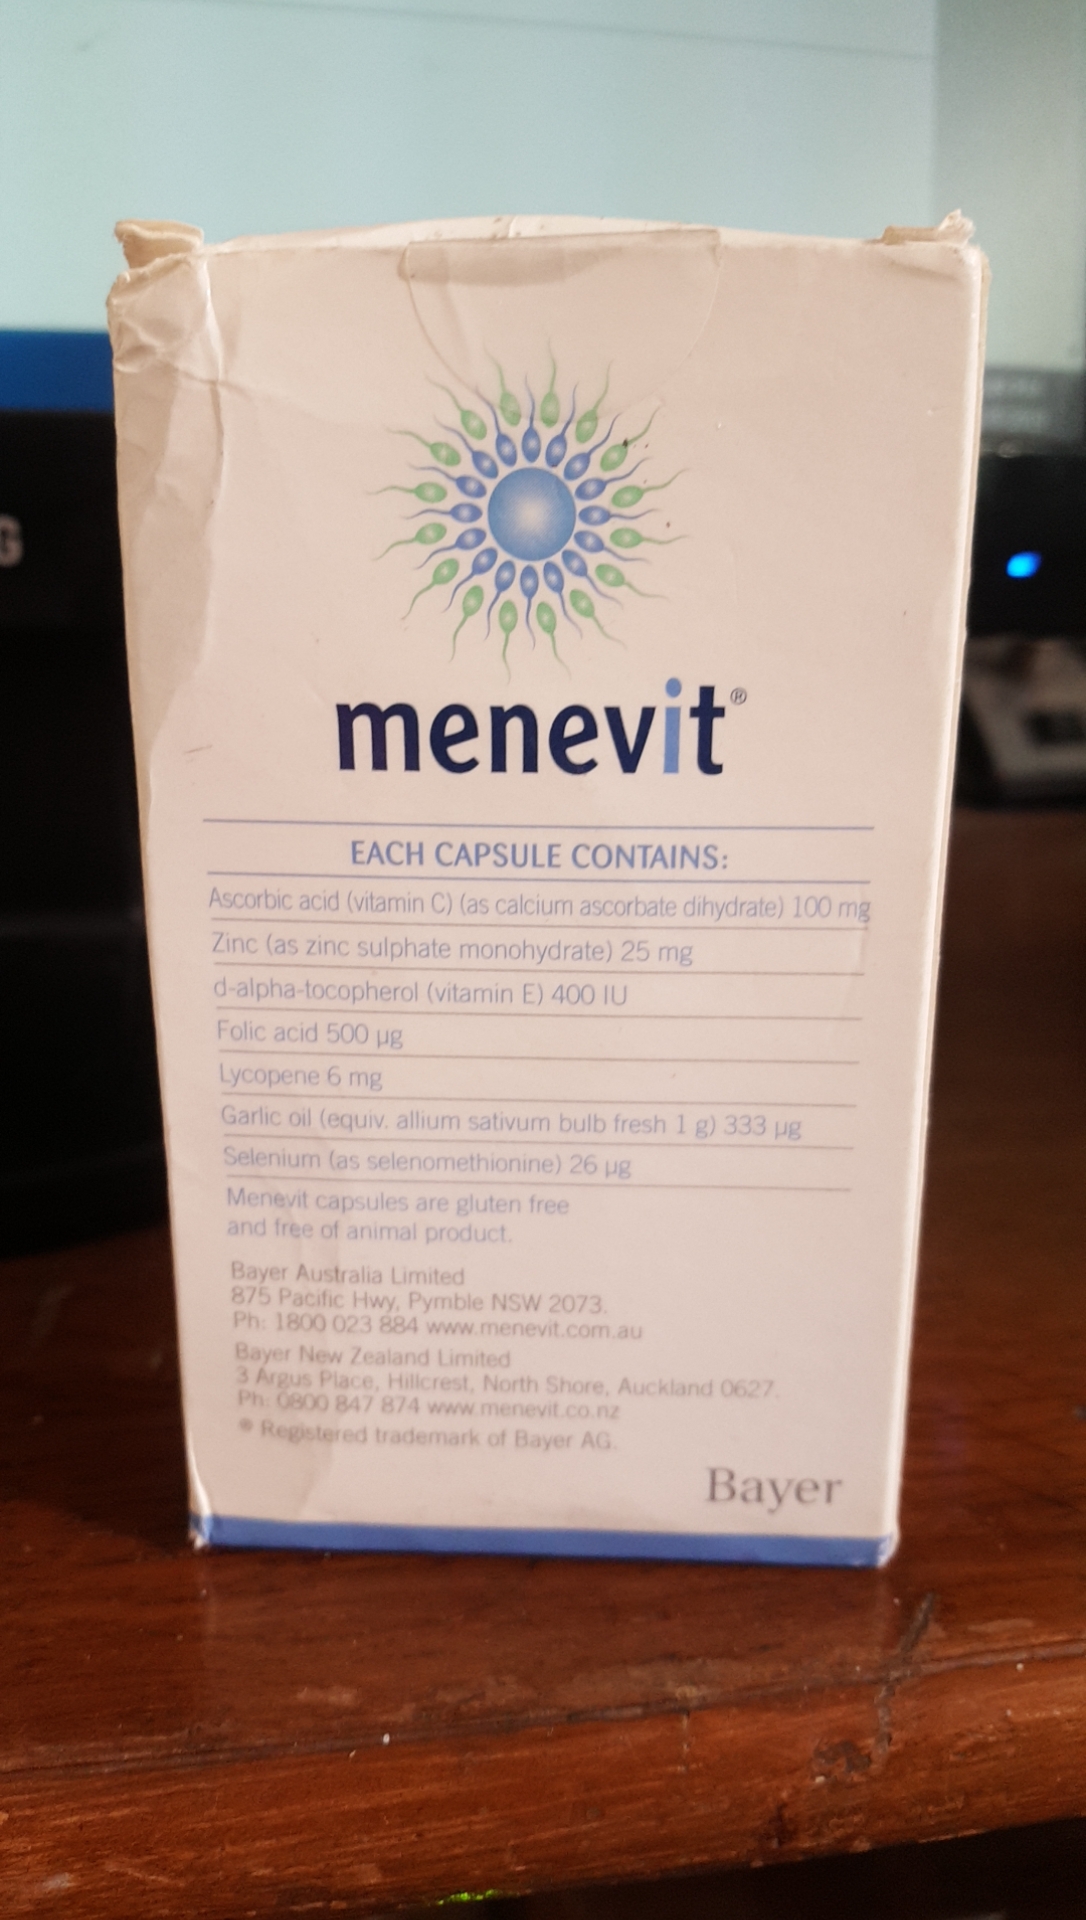 G
menevit®
EACH CAPSULE CONTAINS:
Ascorbic acid (vitamin C) (as calcium ascorbate dihydrate) 100 mg
Zinc (as zinc sulphate monohydrate) 25 mg
d-alpha-tocopherol (vitamin E) 400 IU
Folic acid 500 µg
Lycopene 6 mg
Garlic oil (equiv. allium sativum bulb fresh 1 g) 333 µg
Selenium (as selenomethionine) 26 µg
Menevit capsules are gluten free
and free of animal product.
Bayer Australia Limited
875 Pacific Hwy, Pymble NSW 2073.
Ph: 1800 023 884 www.menevit.com.au
Bayer New Zealand Limited
3 Argus Place, Hillcrest, North Shore, Auckland 0627.
Ph: 0800 847 874 www.menevit.co.nz
® Registered trademark of Bayer AG.
Bayer